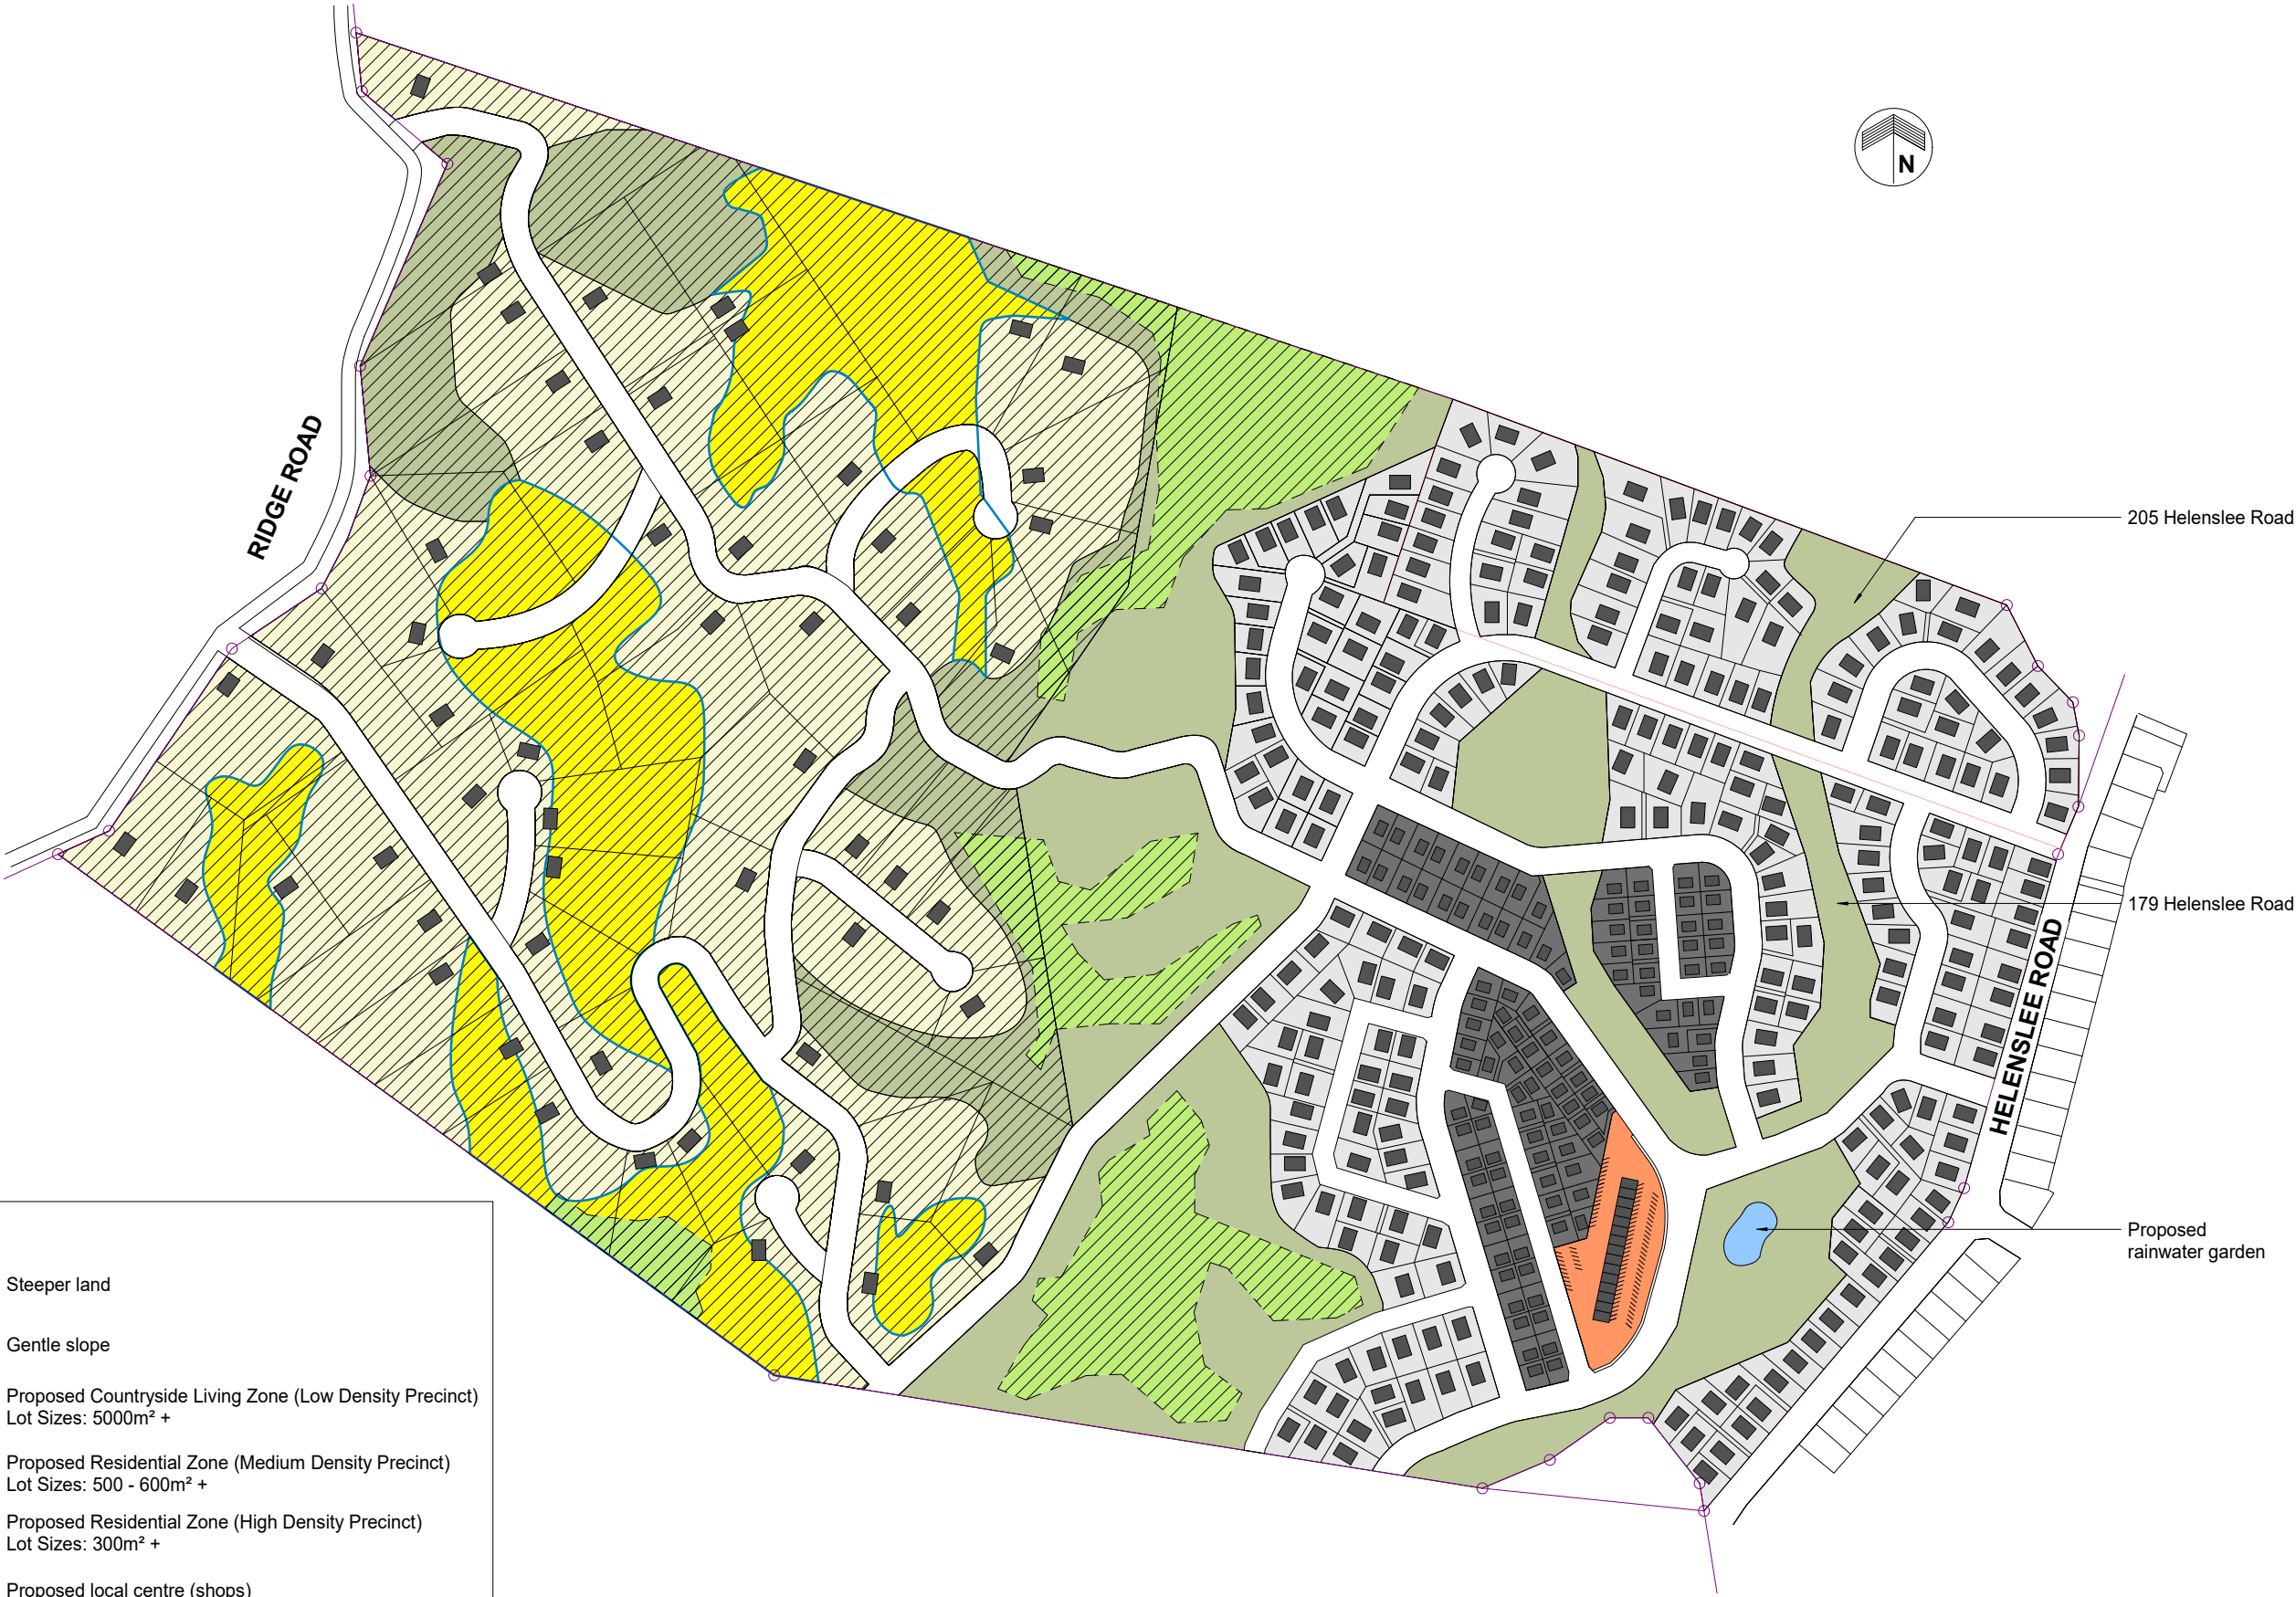 N
RIDGE ROAD
205 Helenslee Road
179 Helenslee Road
HELENSLEE ROAD
Proposed
rainwater garden
Steeper land
Gentle slope
Proposed Countryside Living Zone (Low Density Precinct)
Lot Sizes: 5000m² +
Proposed Residential Zone (Medium Density Precinct)
Lot Sizes: 500 - 600m² +
Proposed Residential Zone (High Density Precinct)
Lot Sizes: 300m² +
Proposed local centre (shops)